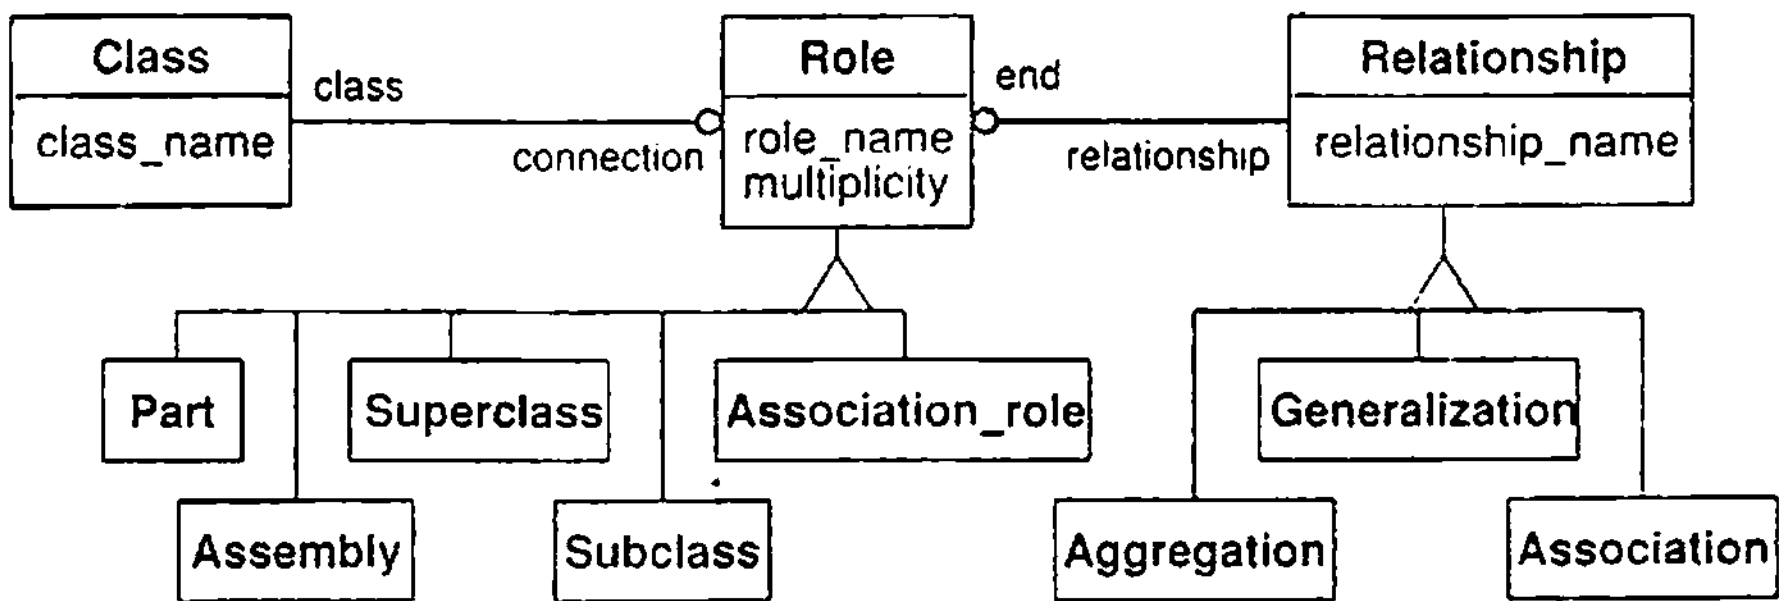 Class
class_name
class
connection
Role
role_name
multiplicity
end
relationship
Relationship
relationship_name
Part
Superclass
Association_role
Generalization
Assembly
Subclass
Aggregation
Association